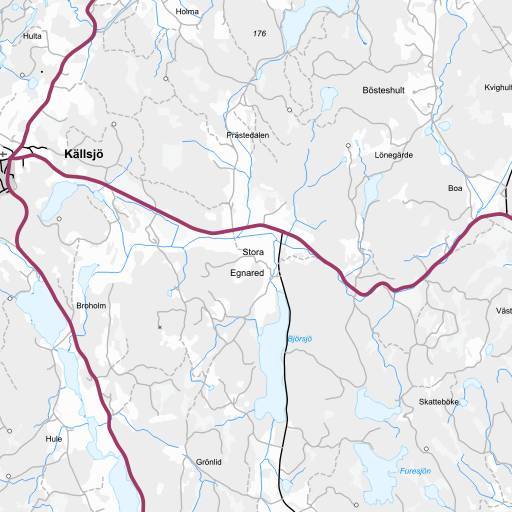 Holma
Hulta
176
Bösteshult
Kvighult
Prästedalen
Källsjö
Lönegärde
Boa
Stora
Egnared
Broholm
Väst
Björsjö
Skatteböke
Hule
Grönlid
Furesjön